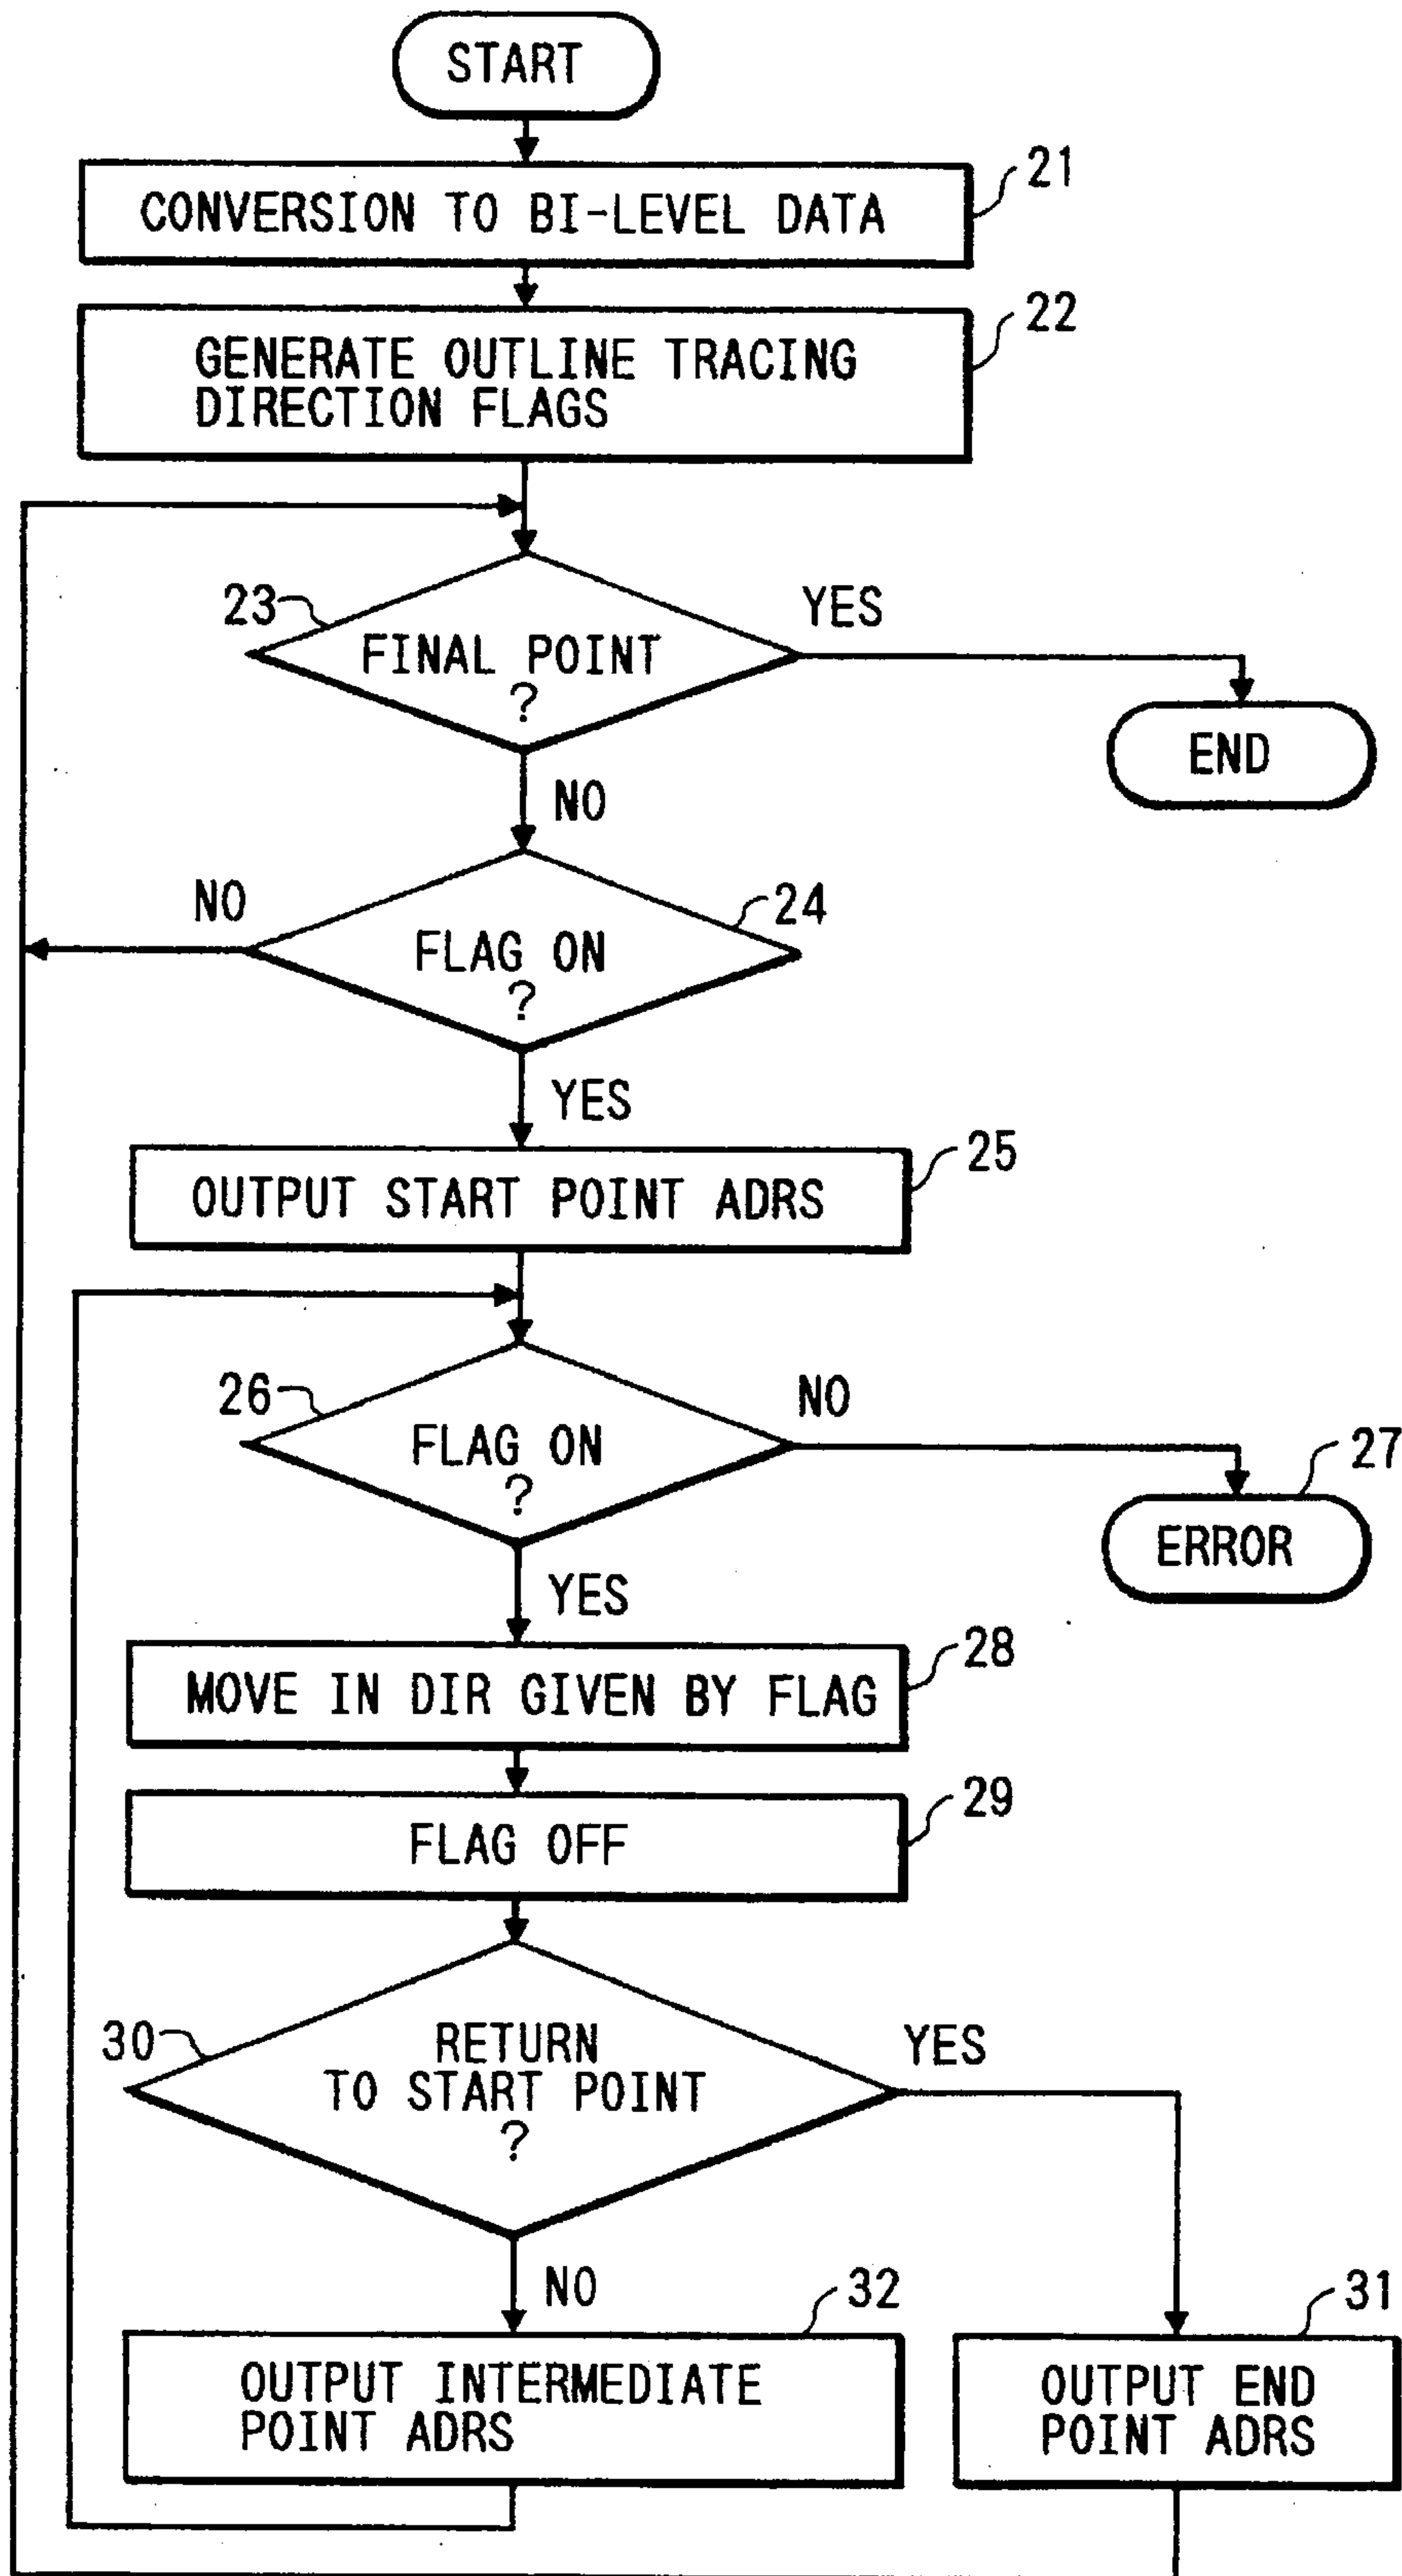 START
21
CONVERSION TO BI-LEVEL DATA
22
GENERATE OUTLINE TRACING
DIRECTION FLAGS
23
YES
FINAL POINT
?
END
NO
NO
24
FLAG ON
?
YES
25
OUTPUT START POINT ADRS
26
NO
FLAG ON
?
27
ERROR
YES
28
MOVE IN DIR GIVEN BY FLAG
29
FLAG OFF
30
RETURN
TO START POINT
?
YES
NO
32
31
OUTPUT INTERMEDIATE
POINT ADRS
OUTPUT END
POINT ADRS